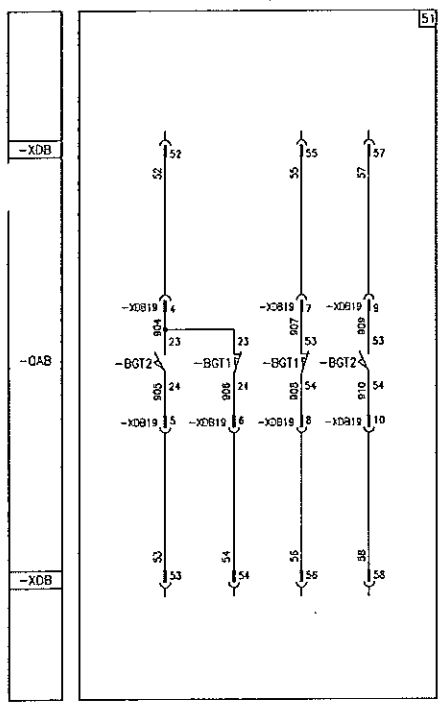 51
-XDB
52
55
57
52
55
57
-XDB19 4
-XDB19 7
-XDB19 9
904
907
909
23
23
53
53
-QAB
-BGT2
-BGT1
-BGT1
-BGT2
905
24
906
24
908
54
910
54
-XDB19 5
-XDB19 6
-XDB19 8
-XDB19 10
53
54
56
58
-XDB
53
54
56
58